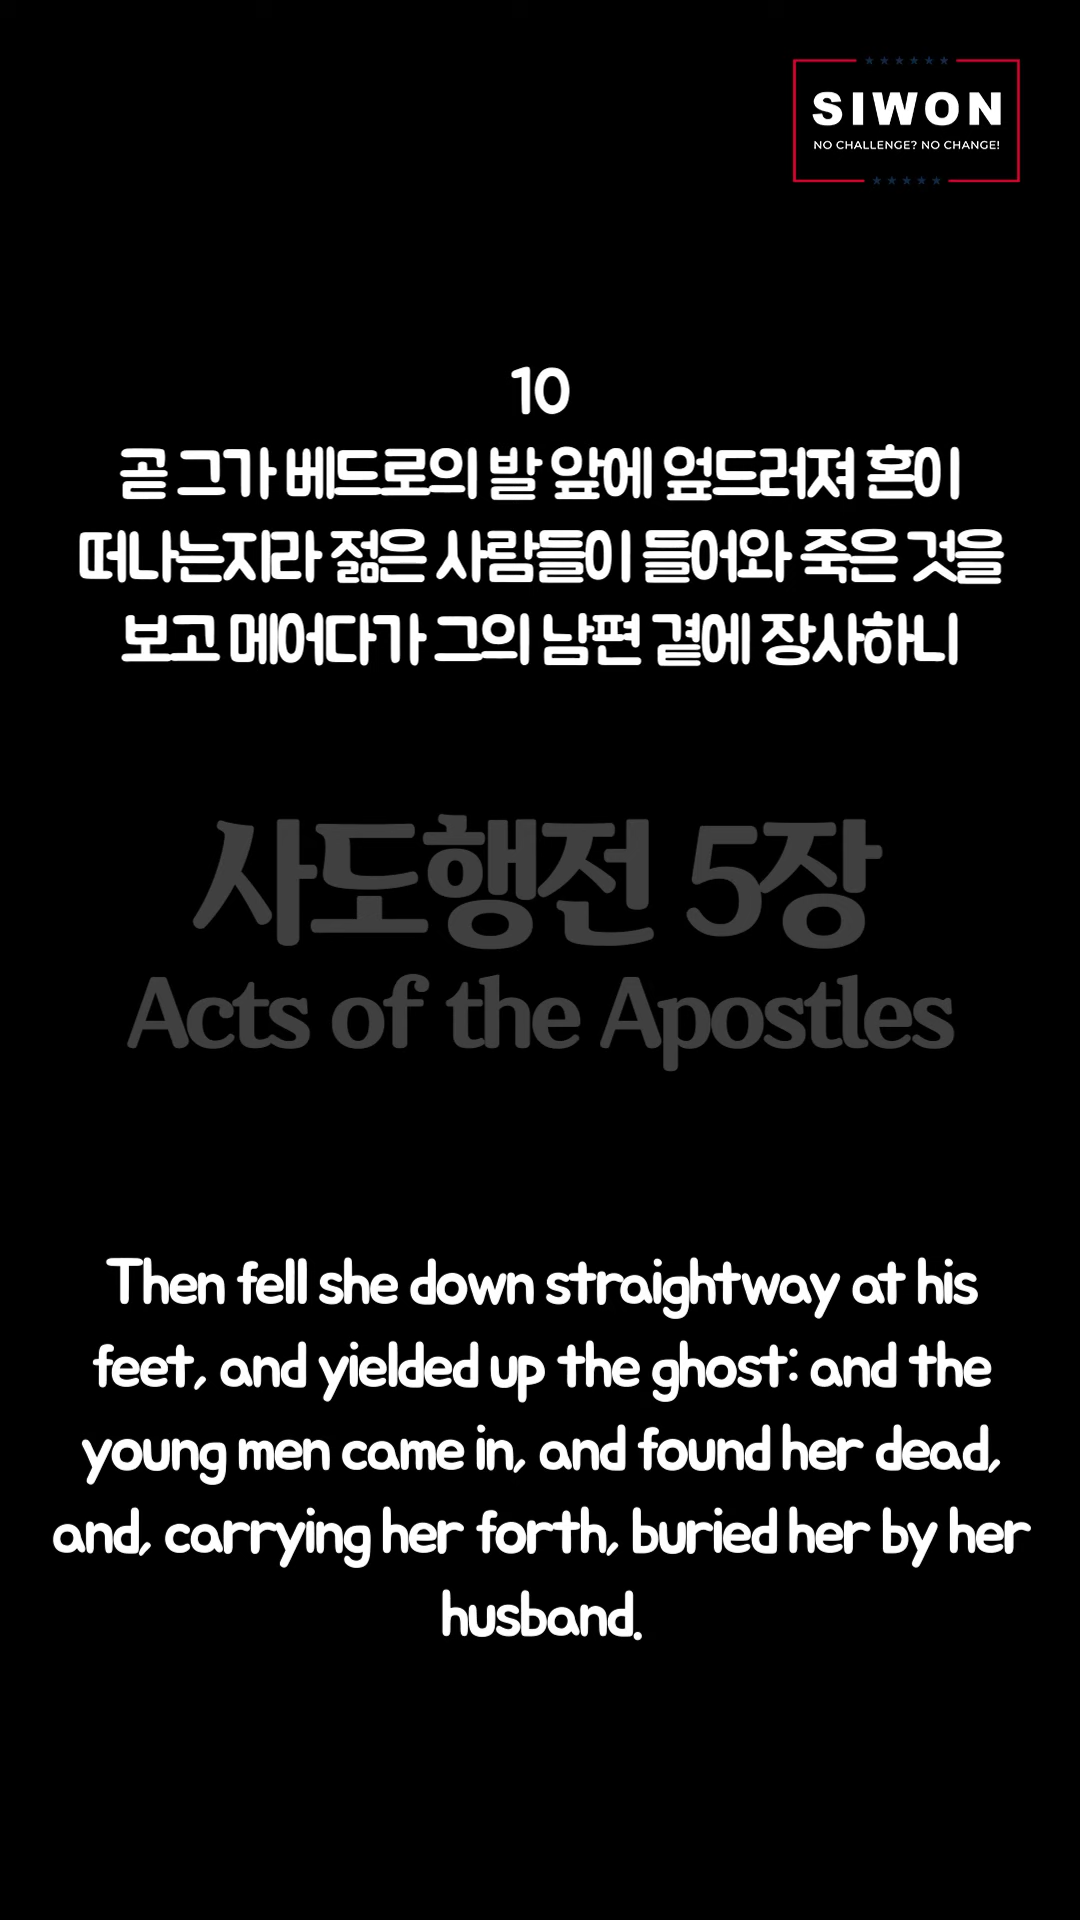 SIWON
NO CHALLENGE? NO CHANGE!
10
곧 그가 베드로의 발 앞에 엎드러져 혼이
떠나는지라 젊은 사람들이 들어와 죽은 것을
보고 메어다가 그의 남편 곁에 장사하니
사도행전 5장
Acts of the Apostles
Then fell she down straightway at his
feet, and yielded up the ghost: and the
young men came in, and found her dead,
and, carrying her forth, buried her by her
husband.